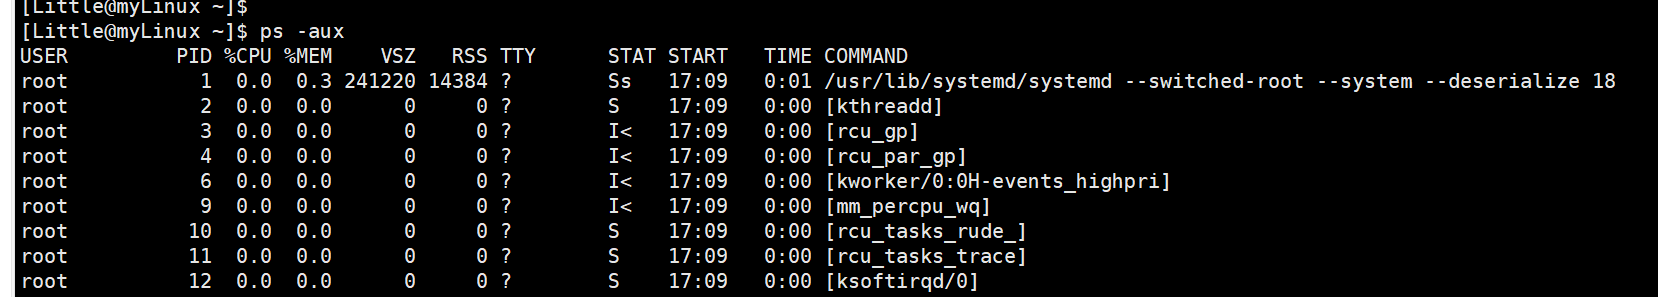 [Little@myLinux ~]$
[Little@myLinux ~]$ ps -aux
USER         PID %CPU %MEM    VSZ   RSS TTY      STAT START   TIME COMMAND
root           1  0.0  0.3 241220 14384 ?        Ss   17:09   0:01 /usr/lib/systemd/systemd --switched-root --system --deserialize 18
root           2  0.0  0.0      0     0 ?        S    17:09   0:00 [kthreadd]
root           3  0.0  0.0      0     0 ?        I<   17:09   0:00 [rcu_gp]
root           4  0.0  0.0      0     0 ?        I<   17:09   0:00 [rcu_par_gp]
root           6  0.0  0.0      0     0 ?        I<   17:09   0:00 [kworker/0:0H-events_highpri]
root           9  0.0  0.0      0     0 ?        I<   17:09   0:00 [mm_percpu_wq]
root          10  0.0  0.0      0     0 ?        S    17:09   0:00 [rcu_tasks_rude_]
root          11  0.0  0.0      0     0 ?        S    17:09   0:00 [rcu_tasks_trace]
root          12  0.0  0.0      0     0 ?        S    17:09   0:00 [ksoftirqd/0]